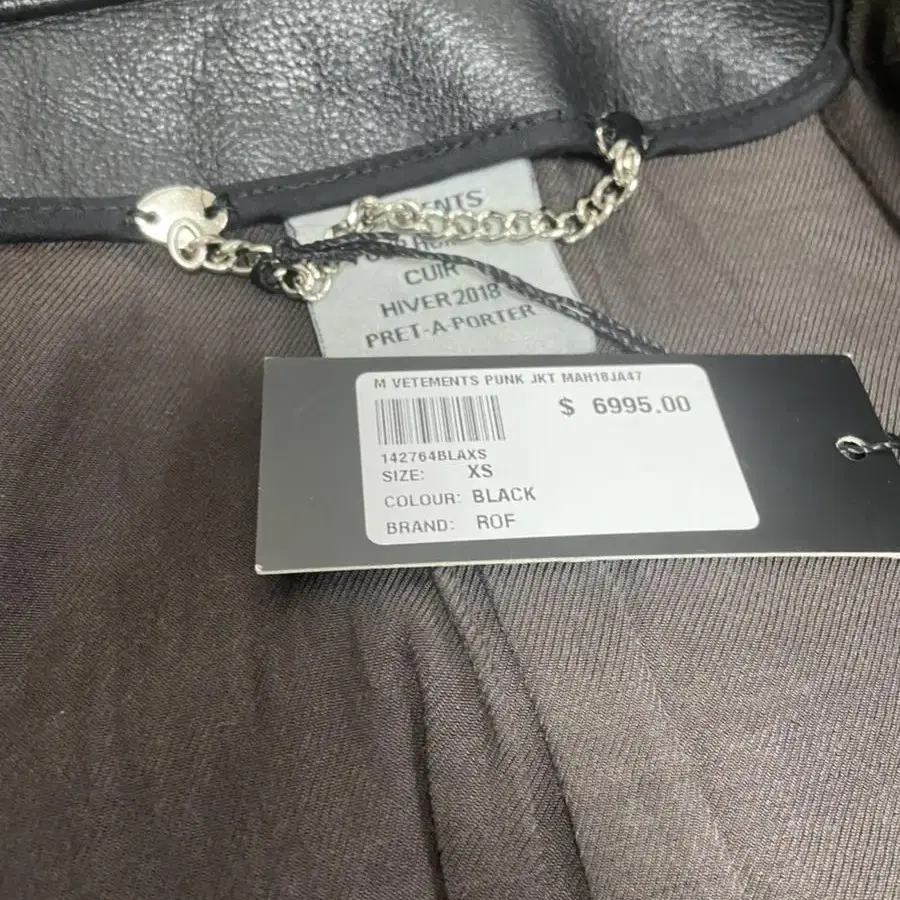 CUIR
HIVER 2018
PRET-A-PORTER
M VETEMENTS PUNK JKT MAH18JA47
$ 6995.00
142764BLAXS
SIZE: XS
COLOUR: BLACK
BRAND: ROF